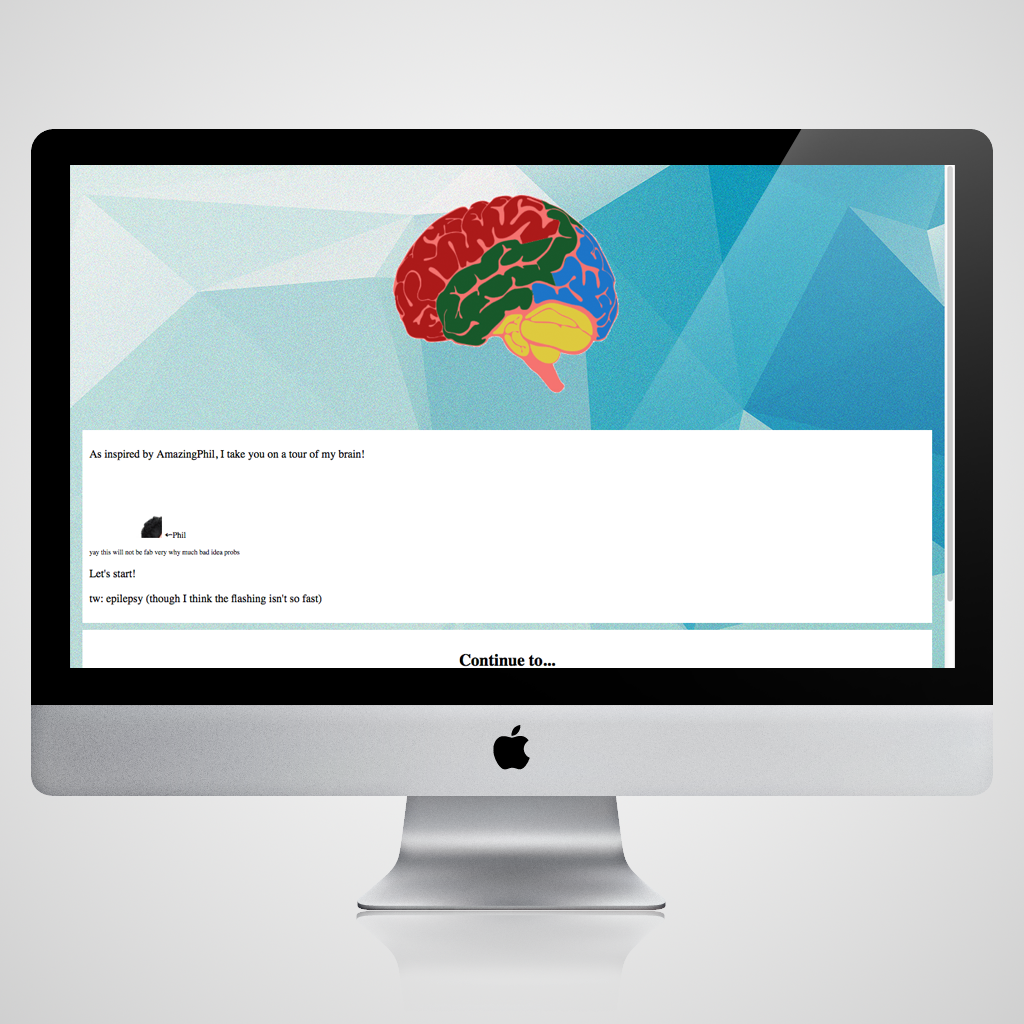 As inspired by AmazingPhil, I take you on a tour of my brain!
←Phil
yay this will not be fab very why much bad idea probs
Let's start!
tw: epilepsy (though I think the flashing isn't so fast)
Continue to...